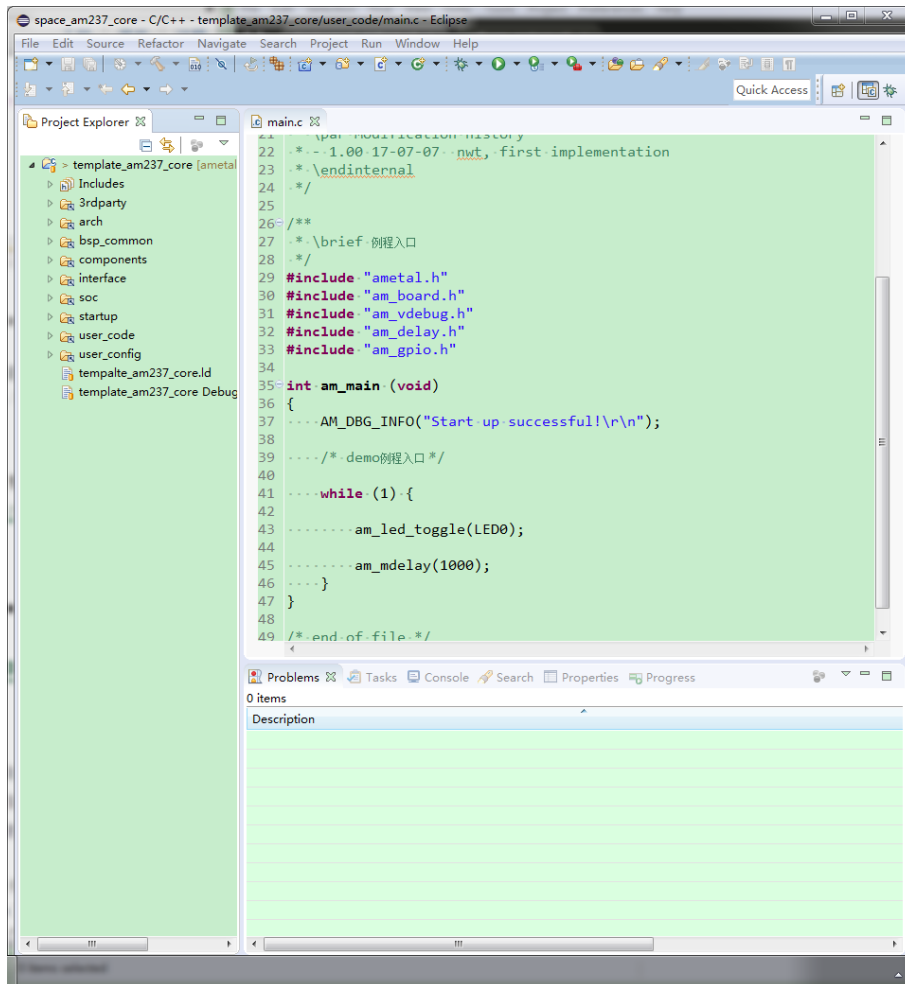 space_am237_core - C/C++ - template_am237_core/user_code/main.c - Eclipse
File Edit Source Refactor Navigate Search Project Run Window Help
Quick Access
Project Explorer
> template_am237_core [ametal
Includes
3rdparty
arch
bsp_common
components
interface
soc
startup
user_code
user_config
tempalte_am237_core.ld
template_am237_core Debug
main.c
21 * \par Modification history
22 * - 1.00 17-07-07 nwt, first implementation
23 * \endinternal
24 */
25
26 /**
27 * \brief 例程入口
28 */
29 #include "ametal.h"
30 #include "am_board.h"
31 #include "am_vdebug.h"
32 #include "am_delay.h"
33 #include "am_gpio.h"
34
35 int am_main (void)
36 {
37 AM_DBG_INFO("Start up successful!\r\n");
38
39 /* demo例程入口 */
40
41 while (1) {
42
43 am_led_toggle(LED0);
44
45 am_mdelay(1000);
46 }
47 }
48
49 /* end of file */
Problems Tasks Console Search Properties Progress
0 items
Description